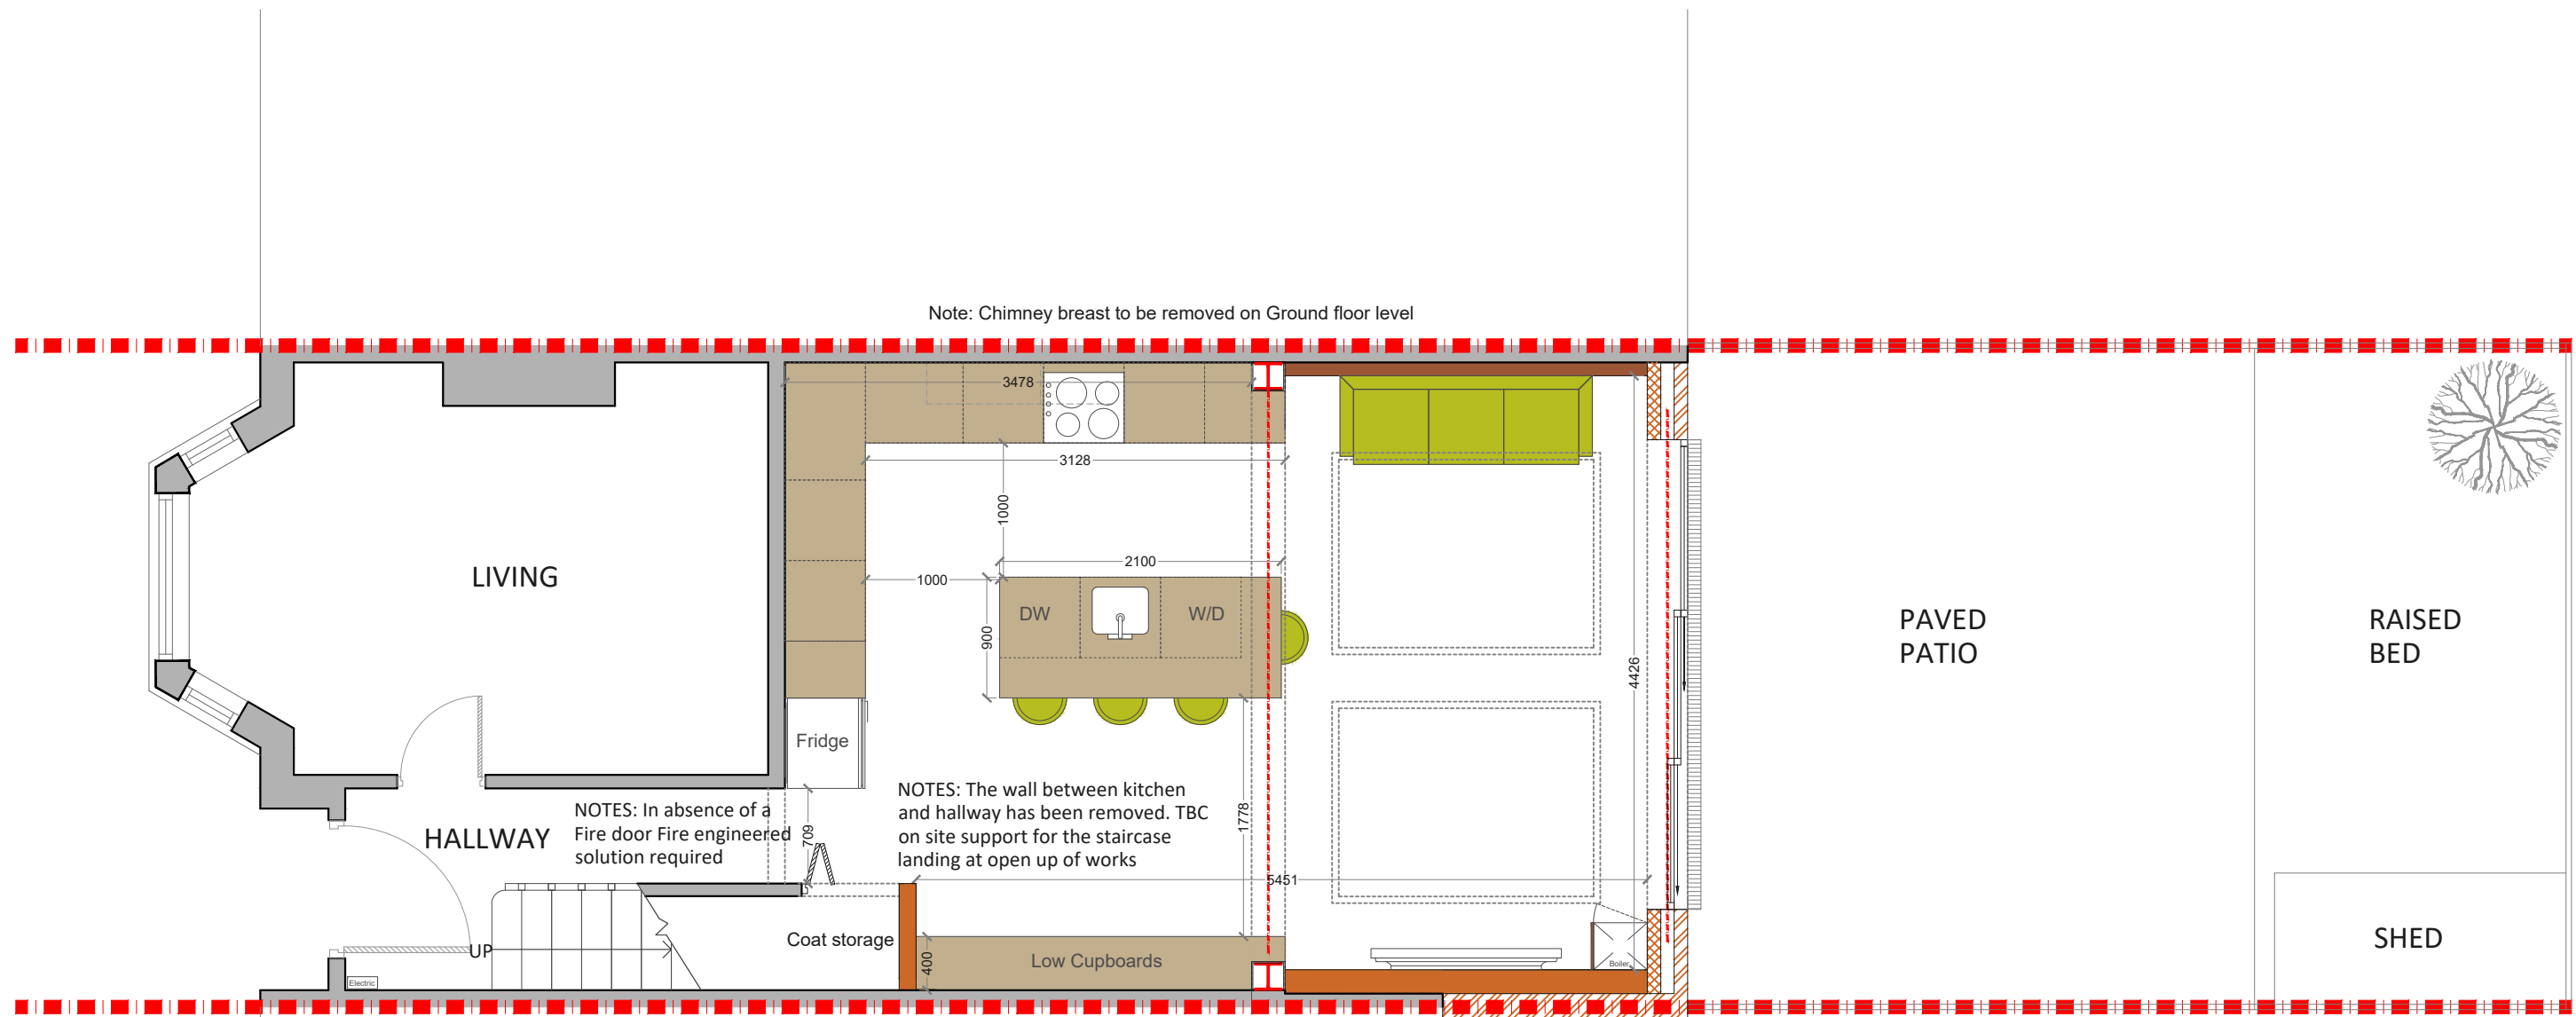 Note: Chimney breast to be removed on Ground floor level
3478
3128
1000
2100
1000
LIVING
DW
W/D
900
PAVED
PATIO
RAISED
BED
4426
Fridge
NOTES: In absence of a
Fire door Fire engineered
solution required
709
NOTES: The wall between kitchen
and hallway has been removed. TBC
on site support for the staircase
landing at open up of works
1778
HALLWAY
5451
UP
Coat storage
400
Low Cupboards
Boiler
SHED
Electric